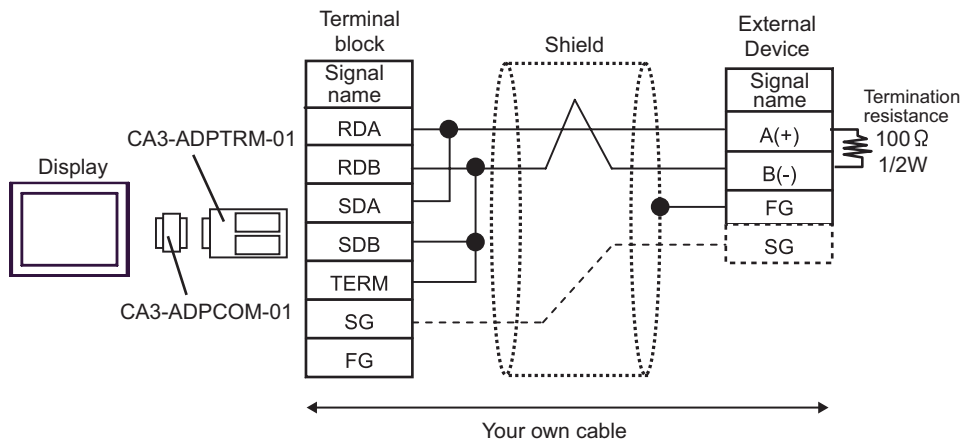 Terminal
block
Signal
name
RDA
RDB
SDA
SDB
TERM
SG
FG
Shield
External
Device
Signal
name
A(+)
B(-)
FG
SG
Termination
resistance
100Ω
1/2W
Display
CA3-ADPTRM-01
CA3-ADPCOM-01
Your own cable